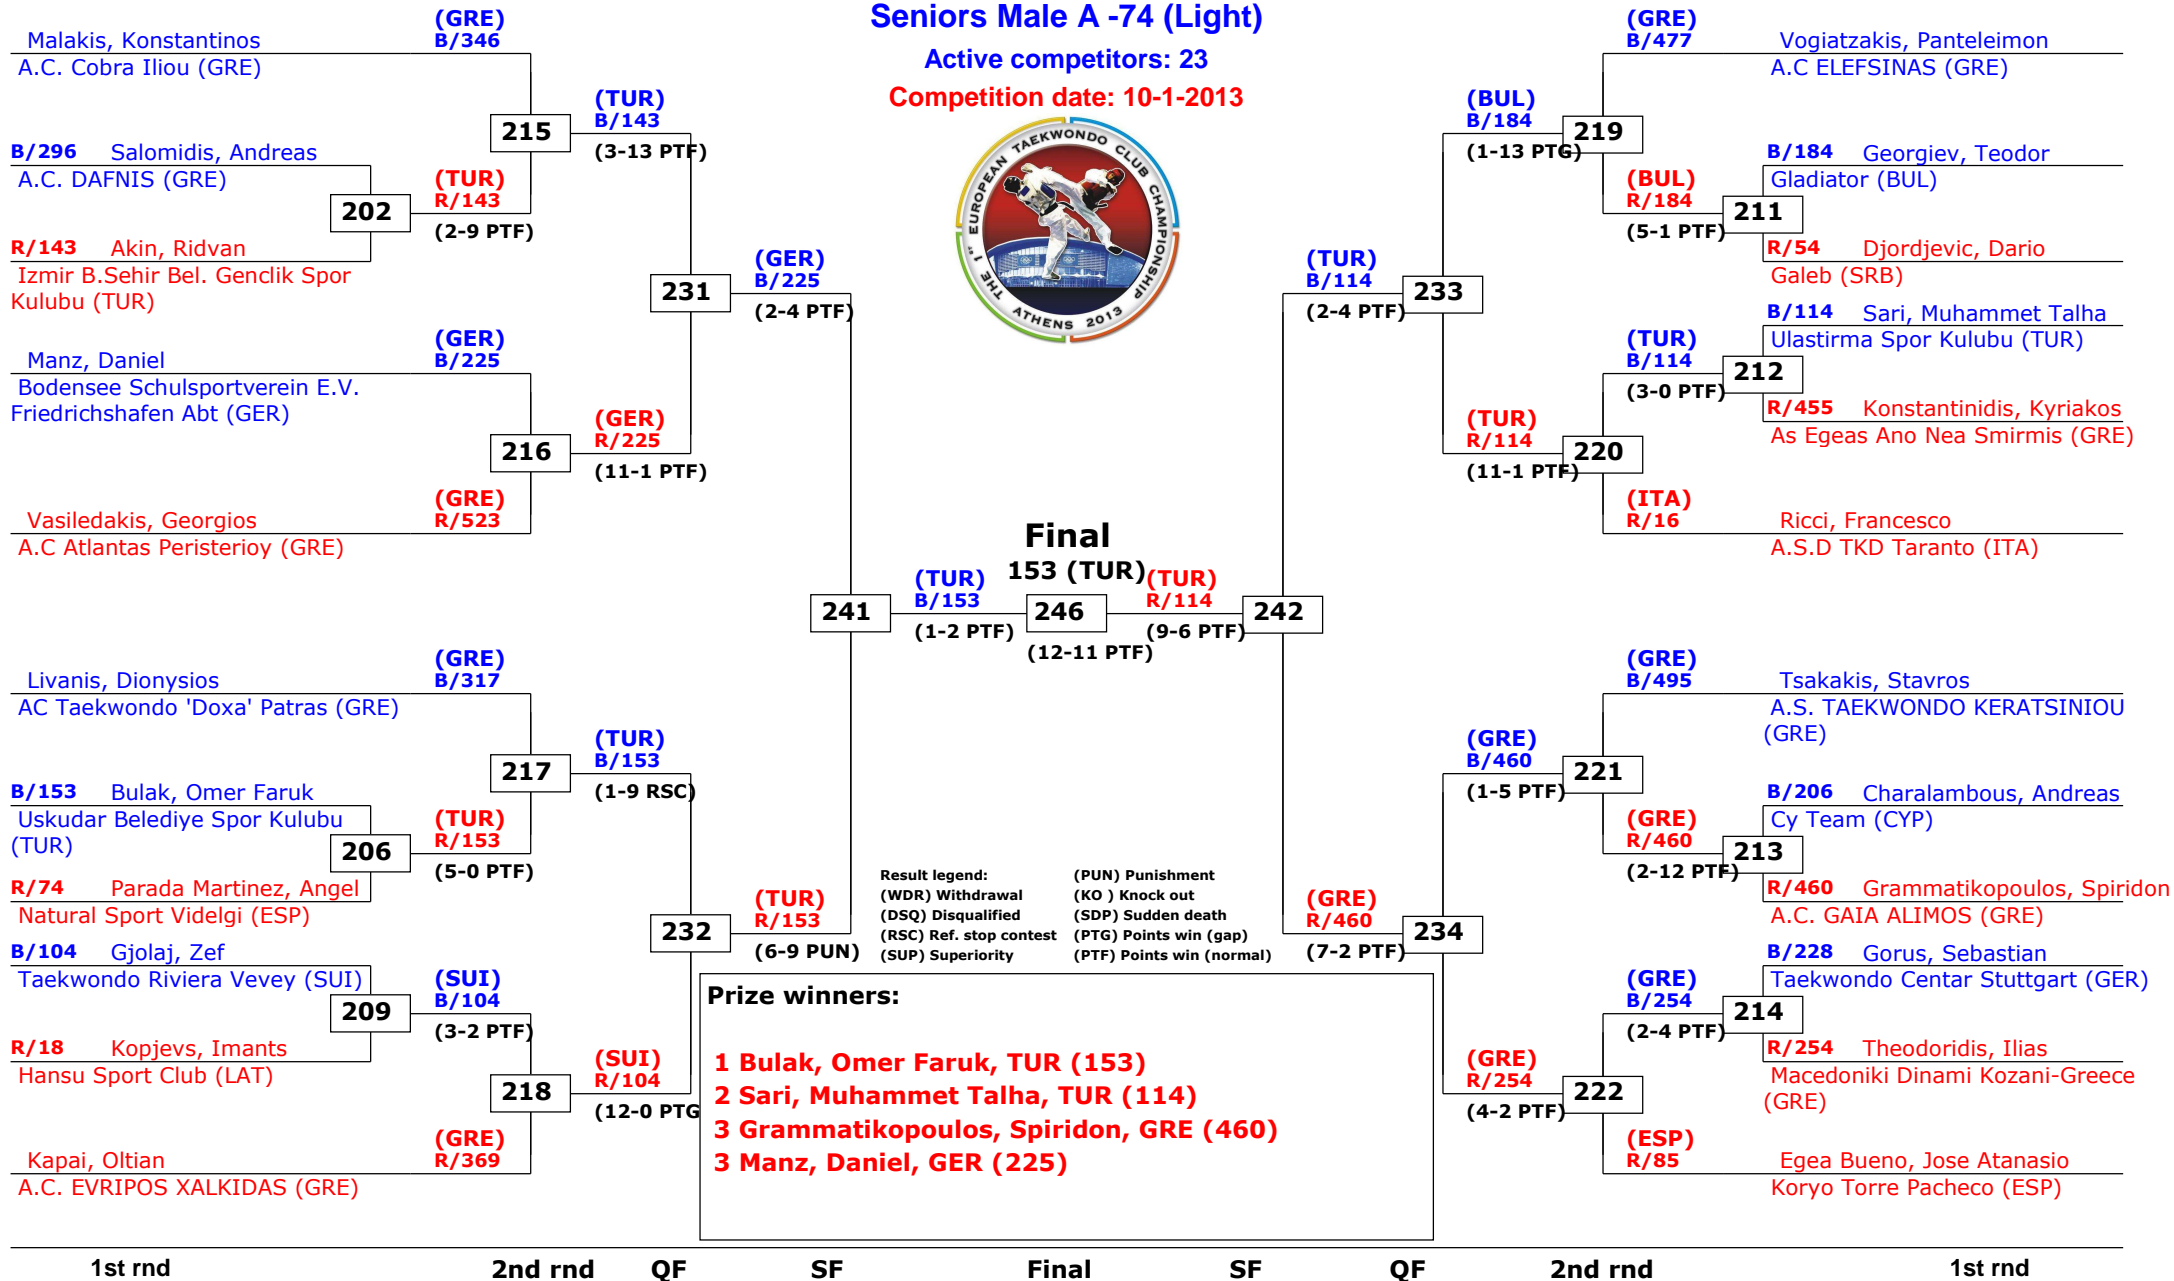 Seniors Male A -74 (Light)
Active competitors: 23
Competition date: 10-1-2013
THE 1st EUROPEAN TAEKWONDO CLUB CHAMPIONSHIP
ATHENS 2013
Malakis, Konstantinos
A.C. Cobra Iliou (GRE)
(GRE)
B/346
B/296 Salomidis, Andreas
A.C. DAFNIS (GRE)
R/143 Akin, Ridvan
Izmir B.Sehir Bel. Genclik Spor
Kulubu (TUR)
202
(TUR)
R/143
(2-9 PTF)
215
(TUR)
B/143
(3-13 PTF)
Manz, Daniel
Bodensee Schulsportverein E.V.
Friedrichshafen Abt (GER)
(GER)
B/225
Vasiledakis, Georgios
A.C Atlantas Peristerioy (GRE)
(GRE)
R/523
216
(GER)
R/225
(11-1 PTF)
231
(GER)
B/225
(2-4 PTF)
Livanis, Dionysios
AC Taekwondo 'Doxa' Patras (GRE)
(GRE)
B/317
B/153 Bulak, Omer Faruk
Uskudar Belediye Spor Kulubu
(TUR)
R/74 Parada Martinez, Angel
Natural Sport Videlgi (ESP)
206
(TUR)
R/153
(5-0 PTF)
217
(TUR)
B/153
(1-9 RSC)
B/104 Gjolaj, Zef
Taekwondo Riviera Vevey (SUI)
R/18 Kopjevs, Imants
Hansu Sport Club (LAT)
209
(SUI)
B/104
(3-2 PTF)
Kapai, Oltian
A.C. EVRIPOS XALKIDAS (GRE)
(GRE)
R/369
218
(SUI)
R/104
(12-0 PTG
232
(TUR)
R/153
(6-9 PUN)
241
(TUR)
B/153
(1-2 PTF)
Final
153 (TUR)
246
(12-11 PTF)
(TUR)
R/114
(9-6 PTF)
242
(TUR)
B/114
(2-4 PTF)
233
(BUL)
B/184
(1-13 PTG)
219
(GRE)
B/477
Vogiatzakis, Panteleimon
A.C ELEFSINAS (GRE)
(BUL)
R/184
(5-1 PTF)
211
B/184 Georgiev, Teodor
Gladiator (BUL)
R/54 Djordjevic, Dario
Galeb (SRB)
(TUR)
R/114
(11-1 PTF)
220
(TUR)
B/114
(3-0 PTF)
212
B/114 Sari, Muhammet Talha
Ulastirma Spor Kulubu (TUR)
R/455 Konstantinidis, Kyriakos
As Egeas Ano Nea Smirmis (GRE)
(ITA)
R/16
Ricci, Francesco
A.S.D TKD Taranto (ITA)
(GRE)
R/460
(7-2 PTF)
234
(GRE)
B/460
(1-5 PTF)
221
(GRE)
B/495
Tsakakis, Stavros
A.S. TAEKWONDO KERATSINIOU
(GRE)
(GRE)
R/460
(2-12 PTF)
213
B/206 Charalambous, Andreas
Cy Team (CYP)
R/460 Grammatikopoulos, Spiridon
A.C. GAIA ALIMOS (GRE)
(GRE)
R/254
(4-2 PTF)
222
(GRE)
B/254
(2-4 PTF)
214
B/228 Gorus, Sebastian
Taekwondo Centar Stuttgart (GER)
R/254 Theodoridis, Ilias
Macedoniki Dinami Kozani-Greece
(GRE)
(ESP)
R/85
Egea Bueno, Jose Atanasio
Koryo Torre Pacheco (ESP)
Result legend: (PUN) Punishment
(WDR) Withdrawal (KO ) Knock out
(DSQ) Disqualified (SDP) Sudden death
(RSC) Ref. stop contest (PTG) Points win (gap)
(SUP) Superiority (PTF) Points win (normal)
Prize winners:
1 Bulak, Omer Faruk, TUR (153)
2 Sari, Muhammet Talha, TUR (114)
3 Grammatikopoulos, Spiridon, GRE (460)
3 Manz, Daniel, GER (225)
1st rnd 2nd rnd QF SF Final SF QF 2nd rnd 1st rnd